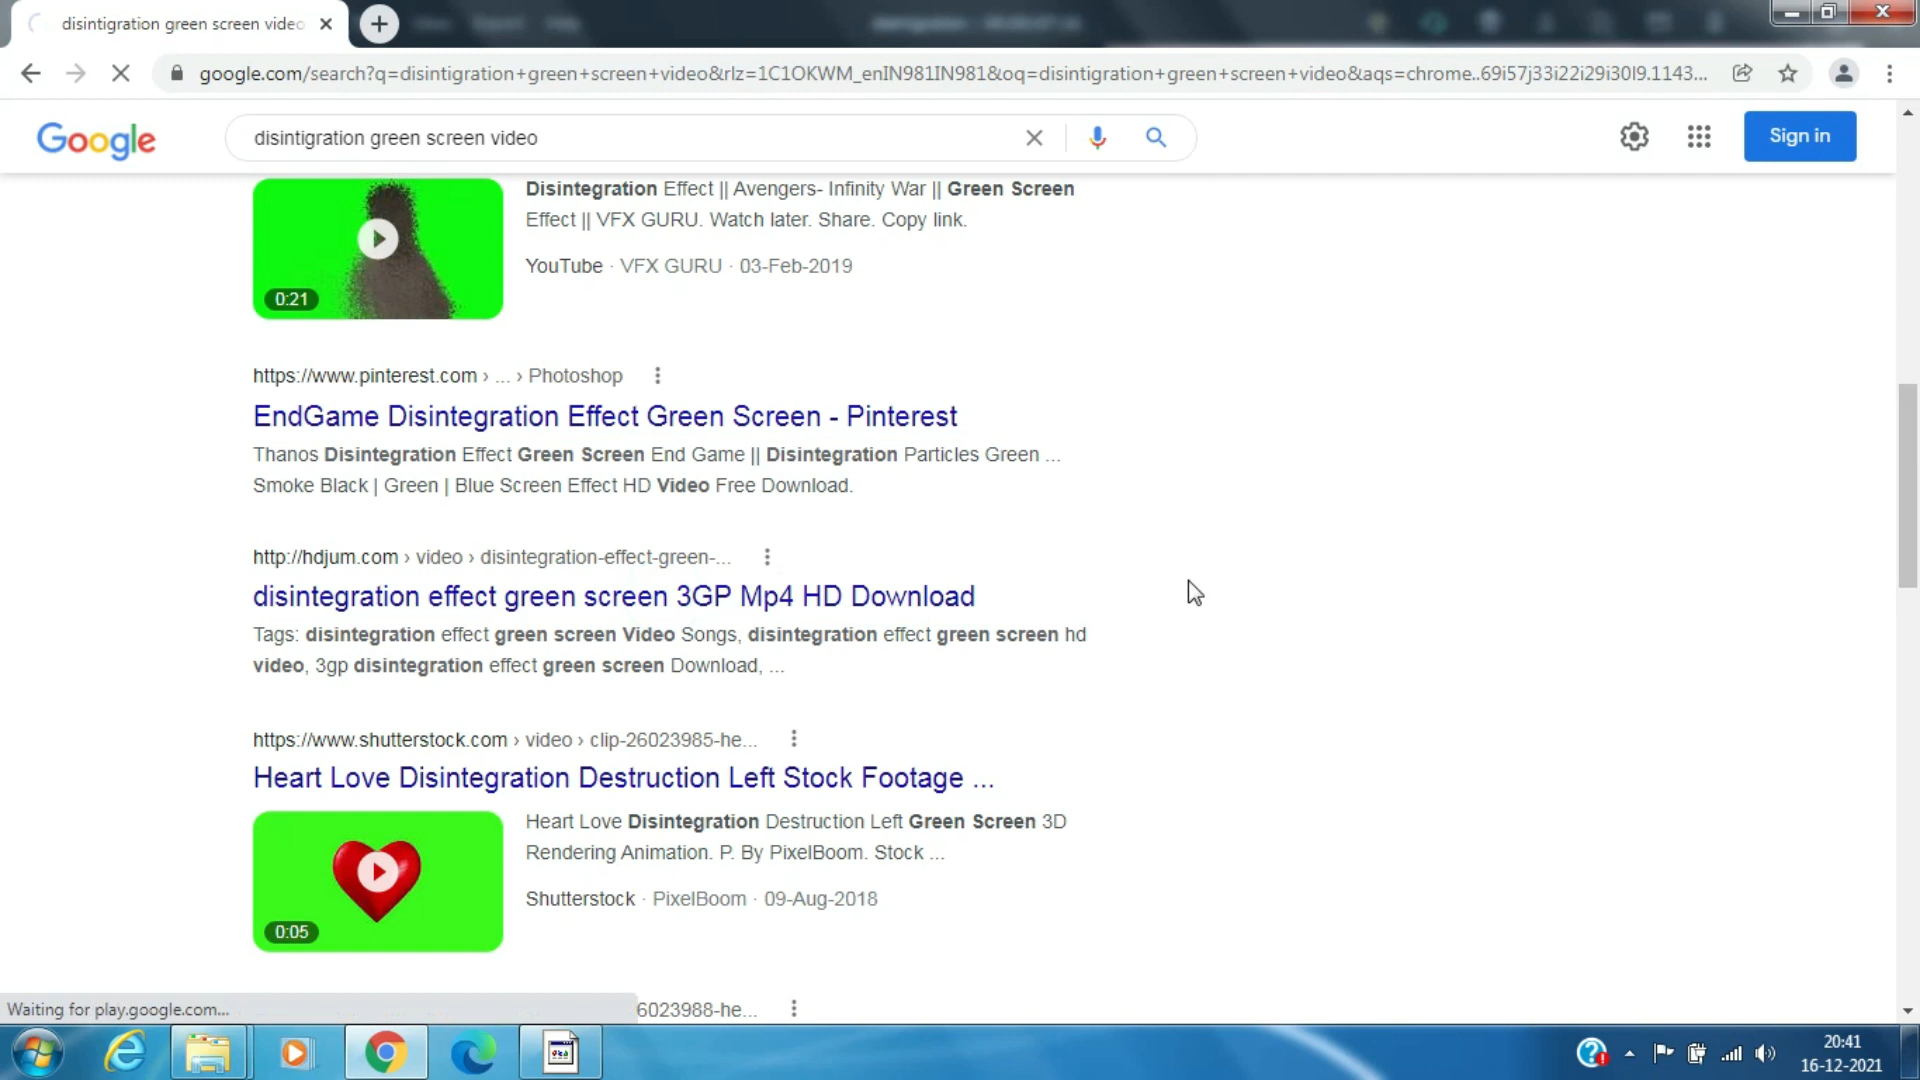 disintigration green screen video
google.com/search?q=disintigration+green+screen+video&rlz=1C1OKWM_enIN981IN981&oq=disintigration+green+screen+video&aqs=chrome..69i57j33i22i29i30l9.1143...
Google
disintigration green screen video
Sign in
Disintegration Effect || Avengers- Infinity War || Green Screen
Effect || VFX GURU. Watch later. Share. Copy link.
YouTube · VFX GURU · 03-Feb-2019
0:21
https://www.pinterest.com › ... › Photoshop
EndGame Disintegration Effect Green Screen - Pinterest
Thanos Disintegration Effect Green Screen End Game || Disintegration Particles Green ...
Smoke Black | Green | Blue Screen Effect HD Video Free Download.
http://hdjum.com › video › disintegration-effect-green-...
disintegration effect green screen 3GP Mp4 HD Download
Tags: disintegration effect green screen Video Songs, disintegration effect green screen hd
video, 3gp disintegration effect green screen Download, ...
https://www.shutterstock.com › video › clip-26023985-he...
Heart Love Disintegration Destruction Left Stock Footage ...
Heart Love Disintegration Destruction Left Green Screen 3D
Rendering Animation. P. By PixelBoom. Stock ...
Shutterstock · PixelBoom · 09-Aug-2018
0:05
Waiting for play.google.com...
6023988-he...
20:41
16-12-2021